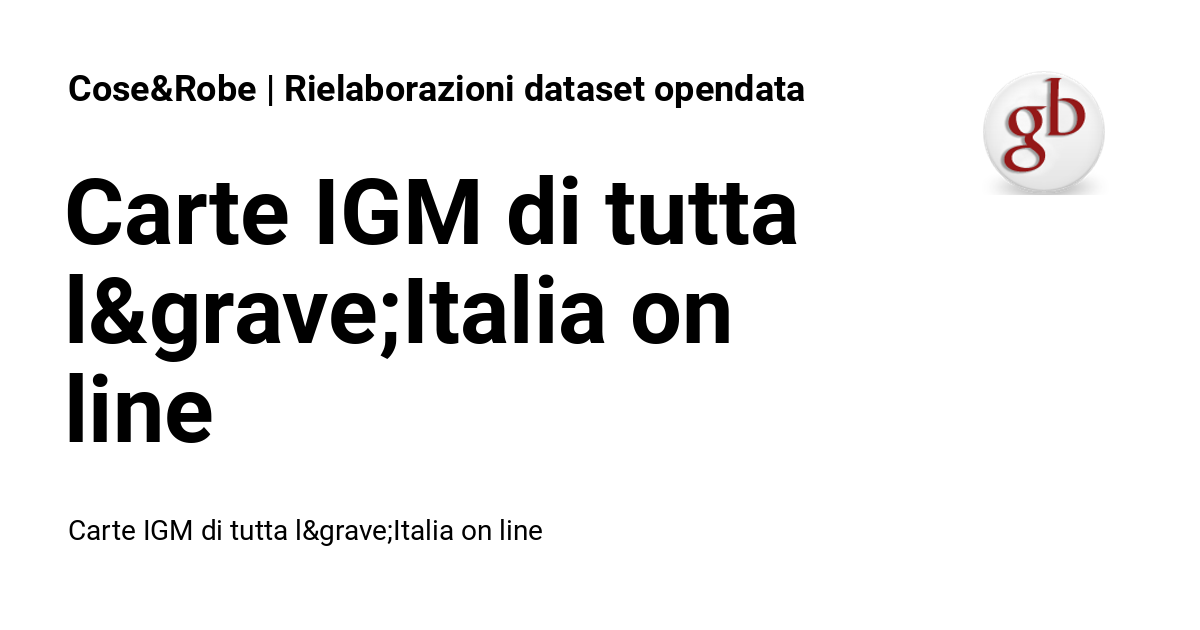 Cose&Robe | Rielaborazioni dataset opendata
gb
Carte IGM di tutta
l&grave;Italia on
line
Carte IGM di tutta l&grave;Italia on line